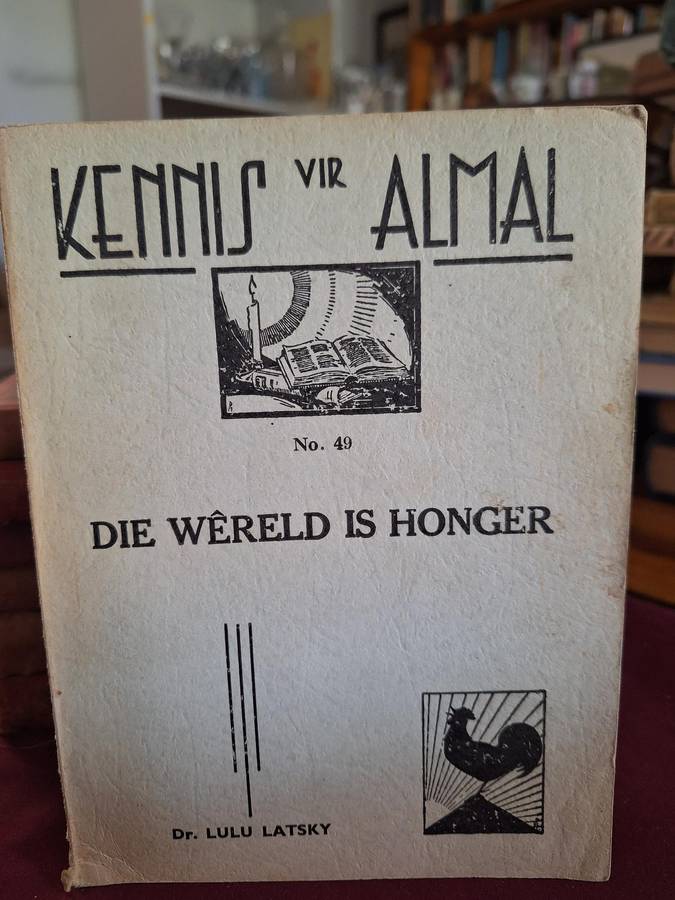 KENNIS VIR ALMAL
No. 49
DIE WÊRELD IS HONGER
Dr. LULU LATSKY